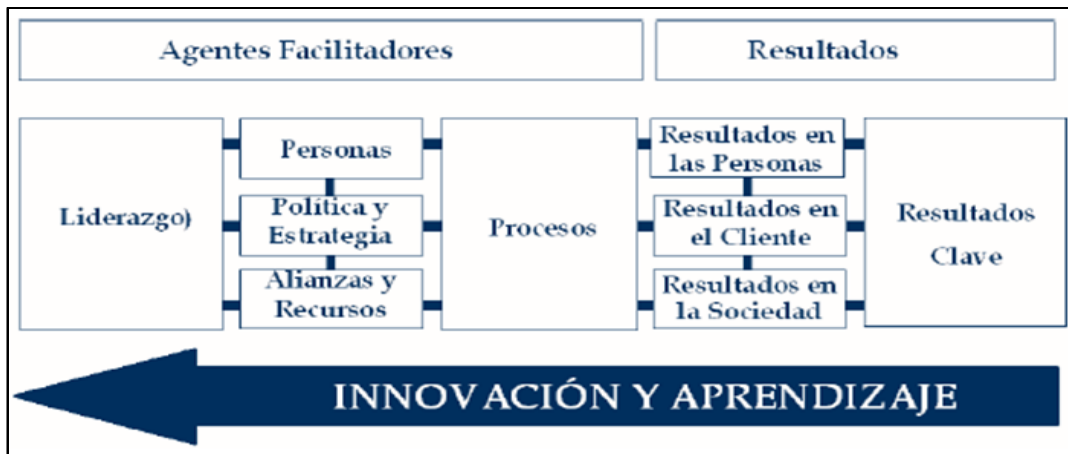 Agentes Facilitadores
Resultados
Liderazgo)
Personas
Política y
Estrategia
Alianzas y
Recursos
Procesos
Resultados en
las Personas
Resultados en
el Cliente
Resultados en
la Sociedad
Resultados
Clave
INNOVACIÓN Y APRENDIZAJE